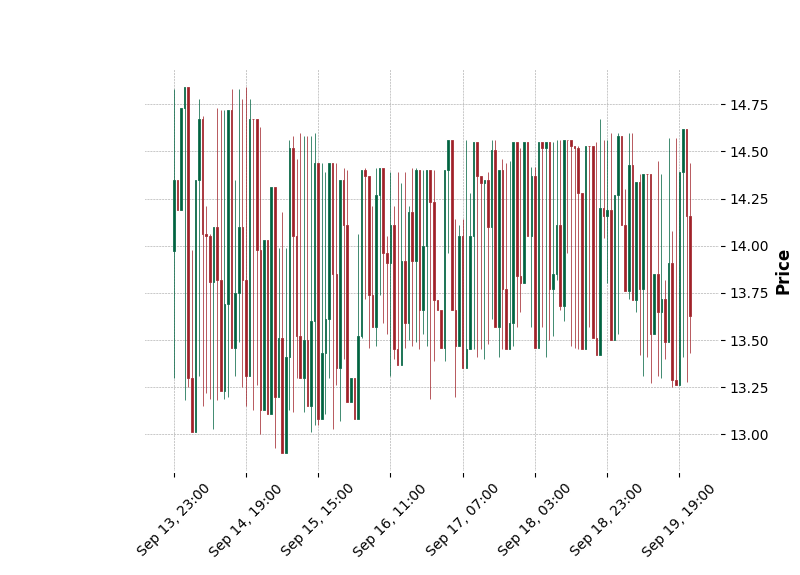 14.75
14.50
14.25
14.00
13.75
13.50
13.25
13.00
Price
Sep 13, 23:00
Sep 14, 19:00
Sep 15, 15:00
Sep 16, 11:00
Sep 17, 07:00
Sep 18, 03:00
Sep 18, 23:00
Sep 19, 19:00